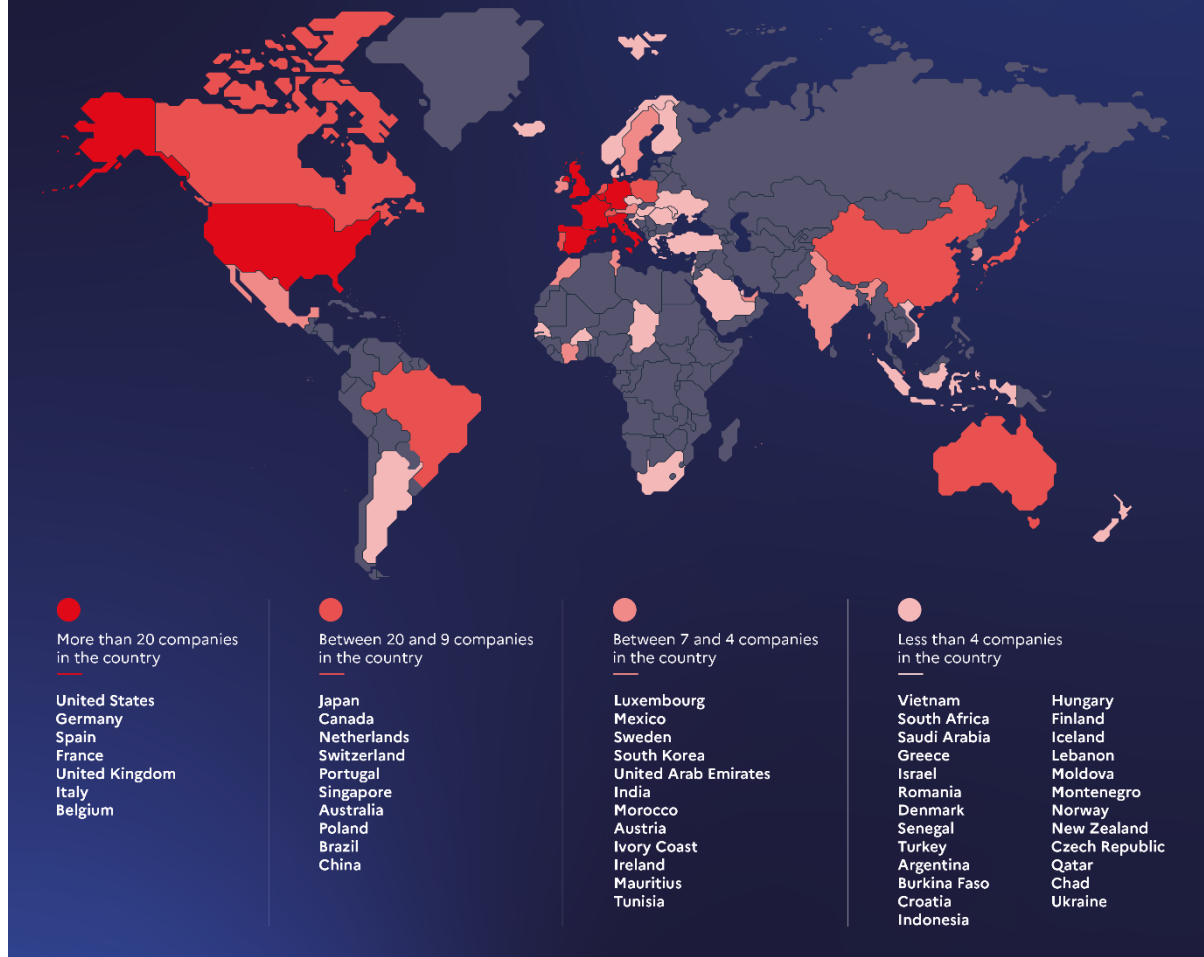 More than 20 companies
in the country
United States
Germany
Spain
France
United Kingdom
Italy
Belgium
Between 20 and 9 companies
in the country
Japan
Canada
Netherlands
Switzerland
Portugal
Singapore
Australia
Poland
Brazil
China
Between 7 and 4 companies
in the country
Luxembourg
Mexico
Sweden
South Korea
United Arab Emirates
India
Morocco
Austria
Ivory Coast
Ireland
Mauritius
Tunisia
Less than 4 companies
in the country
Vietnam
South Africa
Saudi Arabia
Greece
Israel
Romania
Denmark
Senegal
Turkey
Argentina
Burkina Faso
Croatia
Indonesia
Hungary
Finland
Iceland
Lebanon
Moldova
Montenegro
Norway
New Zealand
Czech Republic
Qatar
Chad
Ukraine